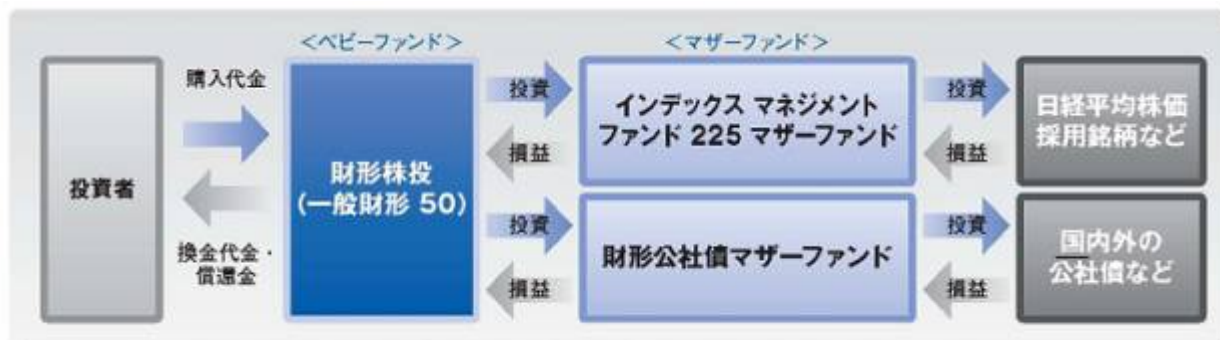 ＜ベビーファンド＞
＜マザーファンド＞
投資者
購入代金
換金代金・
償還金
財形株投
（一般財形 50）
投資
損益
インデックス マネジメント
ファンド 225 マザーファンド
投資
損益
日経平均株価
採用銘柄など
投資
損益
財形公社債マザーファンド
投資
損益
国内外の
公社債など